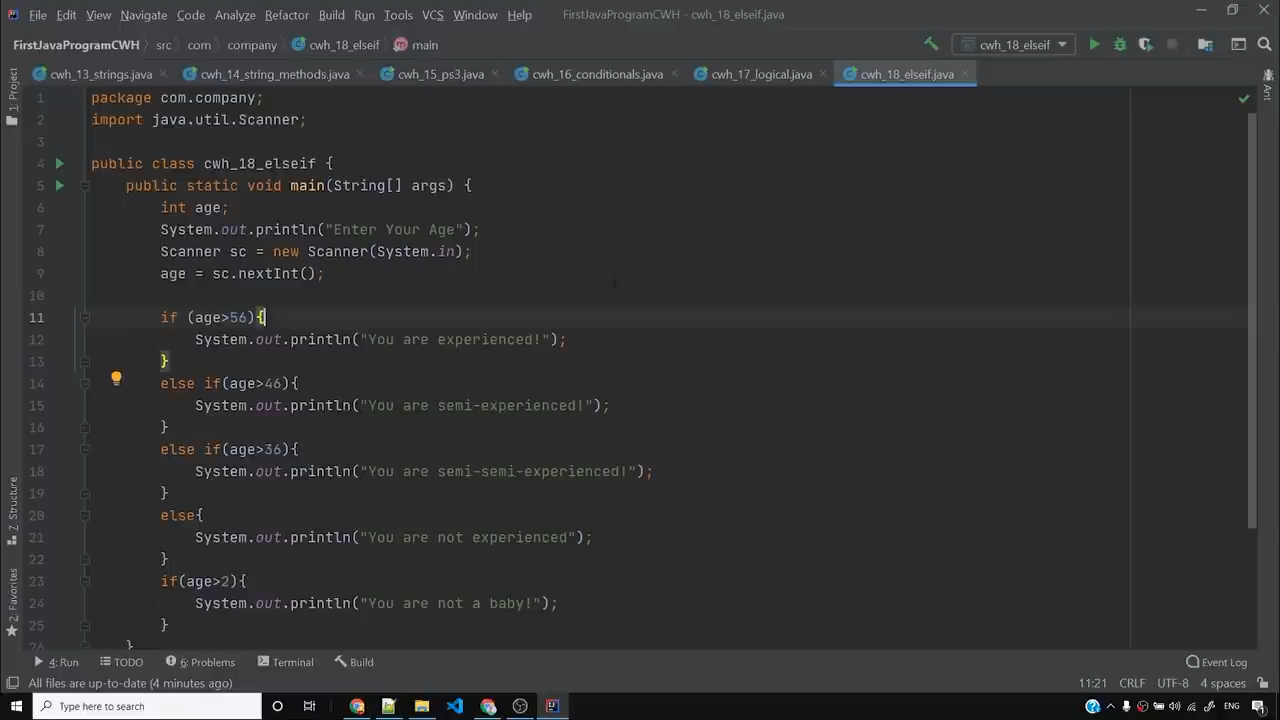 File Edit View Navigate Code Analyze Refactor Build Run Tools VCS Window Help FirstJavaProgramCWH - cwh_18_elseif.java
FirstJavaProgramCWH src com company cwh_18_elseif main cwh_18_elseif
cwh_13_strings.java cwh_14_string_methods.java cwh_15_ps3.java cwh_16_conditionals.java cwh_17_logical.java cwh_18_elseif.java
1: Project
Ant
1 package com.company;
2 import java.util.Scanner;
3
4 public class cwh_18_elseif {
5 public static void main(String[] args) {
6 int age;
7 System.out.println("Enter Your Age");
8 Scanner sc = new Scanner(System.in);
9 age = sc.nextInt();
10
11 if (age>56){
12 System.out.println("You are experienced!");
13 }
14 else if(age>46){
15 System.out.println("You are semi-experienced!");
16 }
17 else if(age>36){
18 System.out.println("You are semi-semi-experienced!");
19 }
20 else{
21 System.out.println("You are not experienced");
22 }
23 if(age>2){
24 System.out.println("You are not a baby!");
25 }
26 }
7: Structure
2: Favorites
4: Run TODO 6: Problems Terminal Build Event Log
All files are up-to-date (4 minutes ago) 11:21 CRLF UTF-8 4 spaces
Type here to search ENG